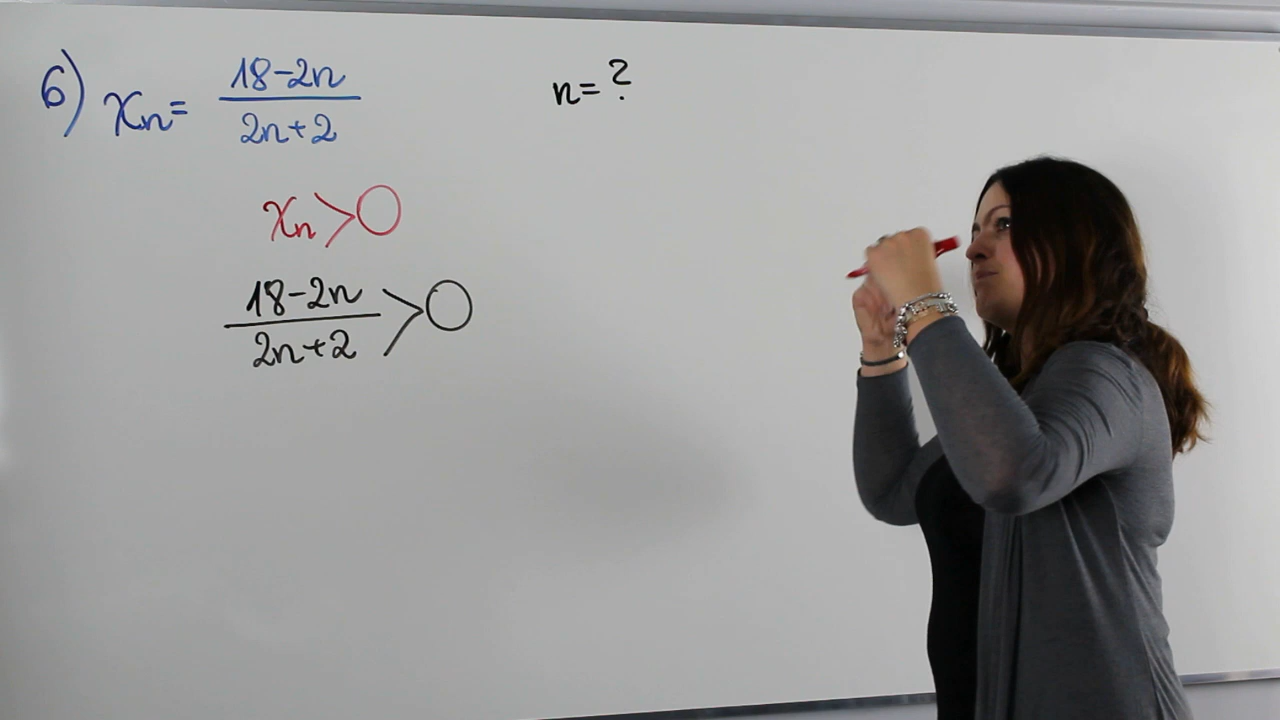 6) xₙ = (18-2n)/(2n+2)
n = ?
xₙ > 0
(18-2n)/(2n+2) > 0